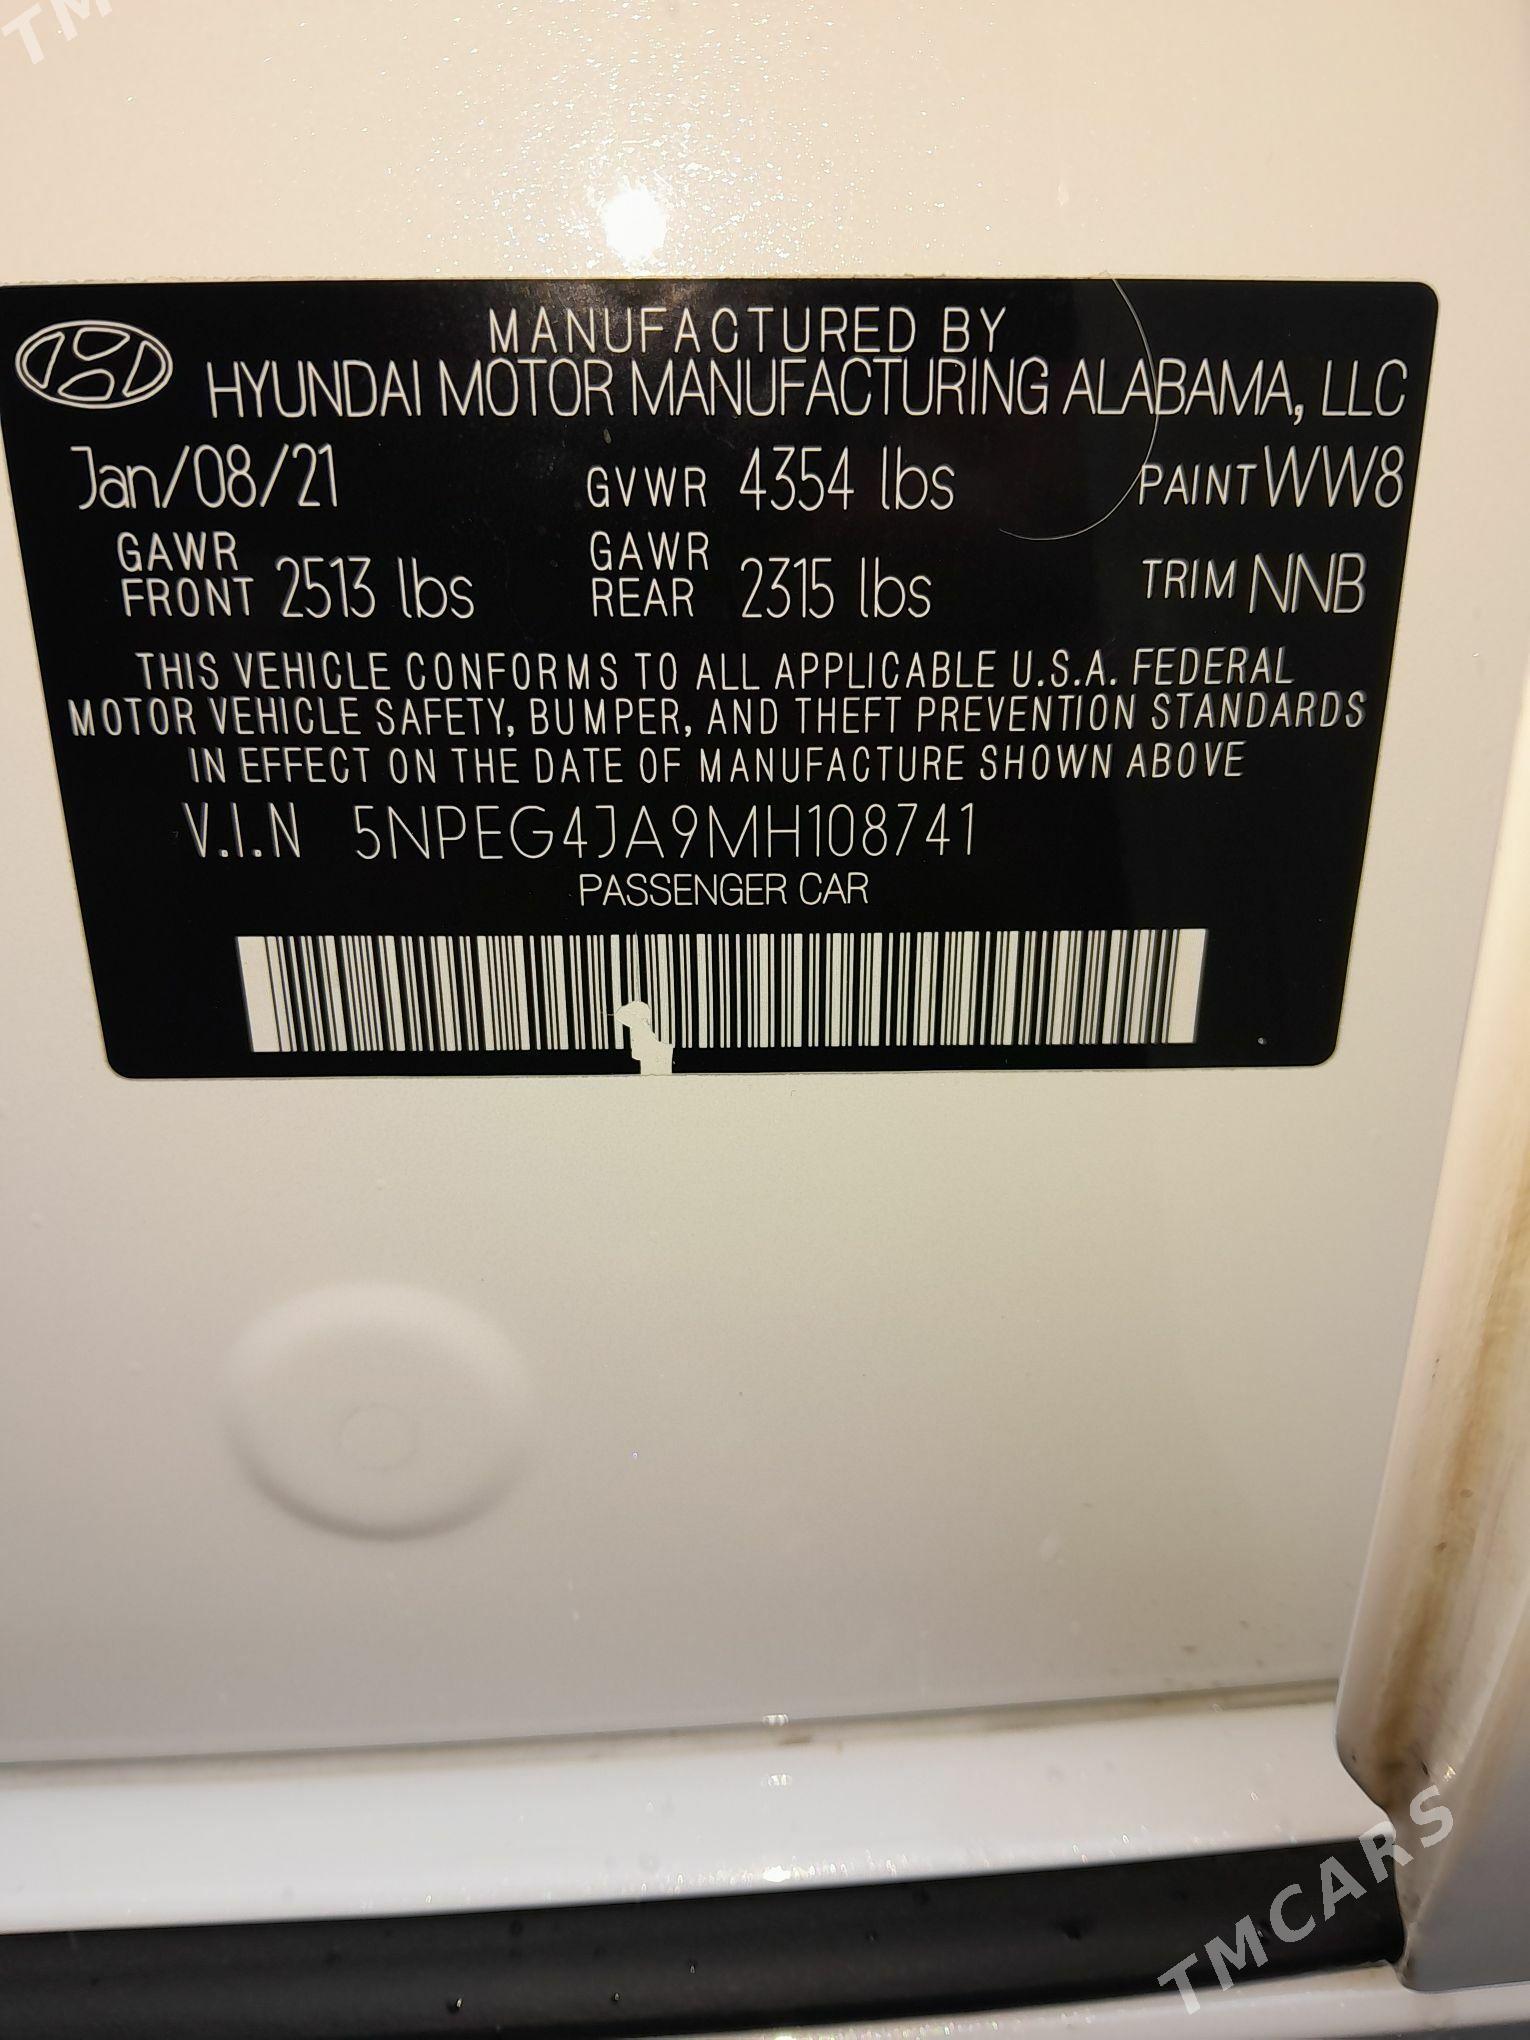 TM
MANUFACTURED BY
HYUNDAI MOTOR MANUFACTURING ALABAMA, LLC
Jan/08/21 GVWR 4354 lbs PAINT WW8
GAWR FRONT 2513 lbs GAWR REAR 2315 lbs TRIM NNB
THIS VEHICLE CONFORMS TO ALL APPLICABLE U.S.A. FEDERAL
MOTOR VEHICLE SAFETY, BUMPER, AND THEFT PREVENTION STANDARDS
IN EFFECT ON THE DATE OF MANUFACTURE SHOWN ABOVE
V.I.N 5NPEG4JA9MH108741
PASSENGER CAR
TMCARS